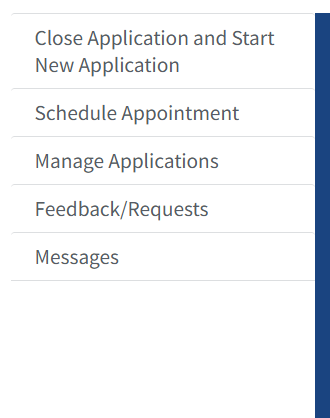 Close Application and Start
New Application
Schedule Appointment
Manage Applications
Feedback/Requests
Messages